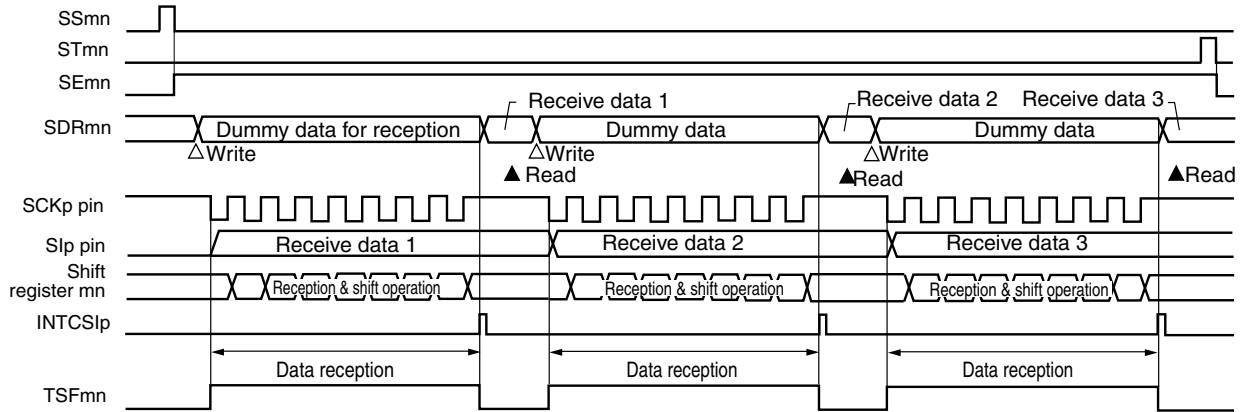 SSmn
STmn
SEmn
Receive data 1
Receive data 2
Receive data 3
SDRmn
Dummy data for reception
Dummy data
Dummy data
△Write
△Write
△Write
▲Read
▲Read
▲Read
SCKp pin
SIp pin
Receive data 1
Receive data 2
Receive data 3
Shift
register mn
Reception & shift operation
Reception & shift operation
Reception & shift operation
INTCSIp
Data reception
Data reception
Data reception
TSFmn